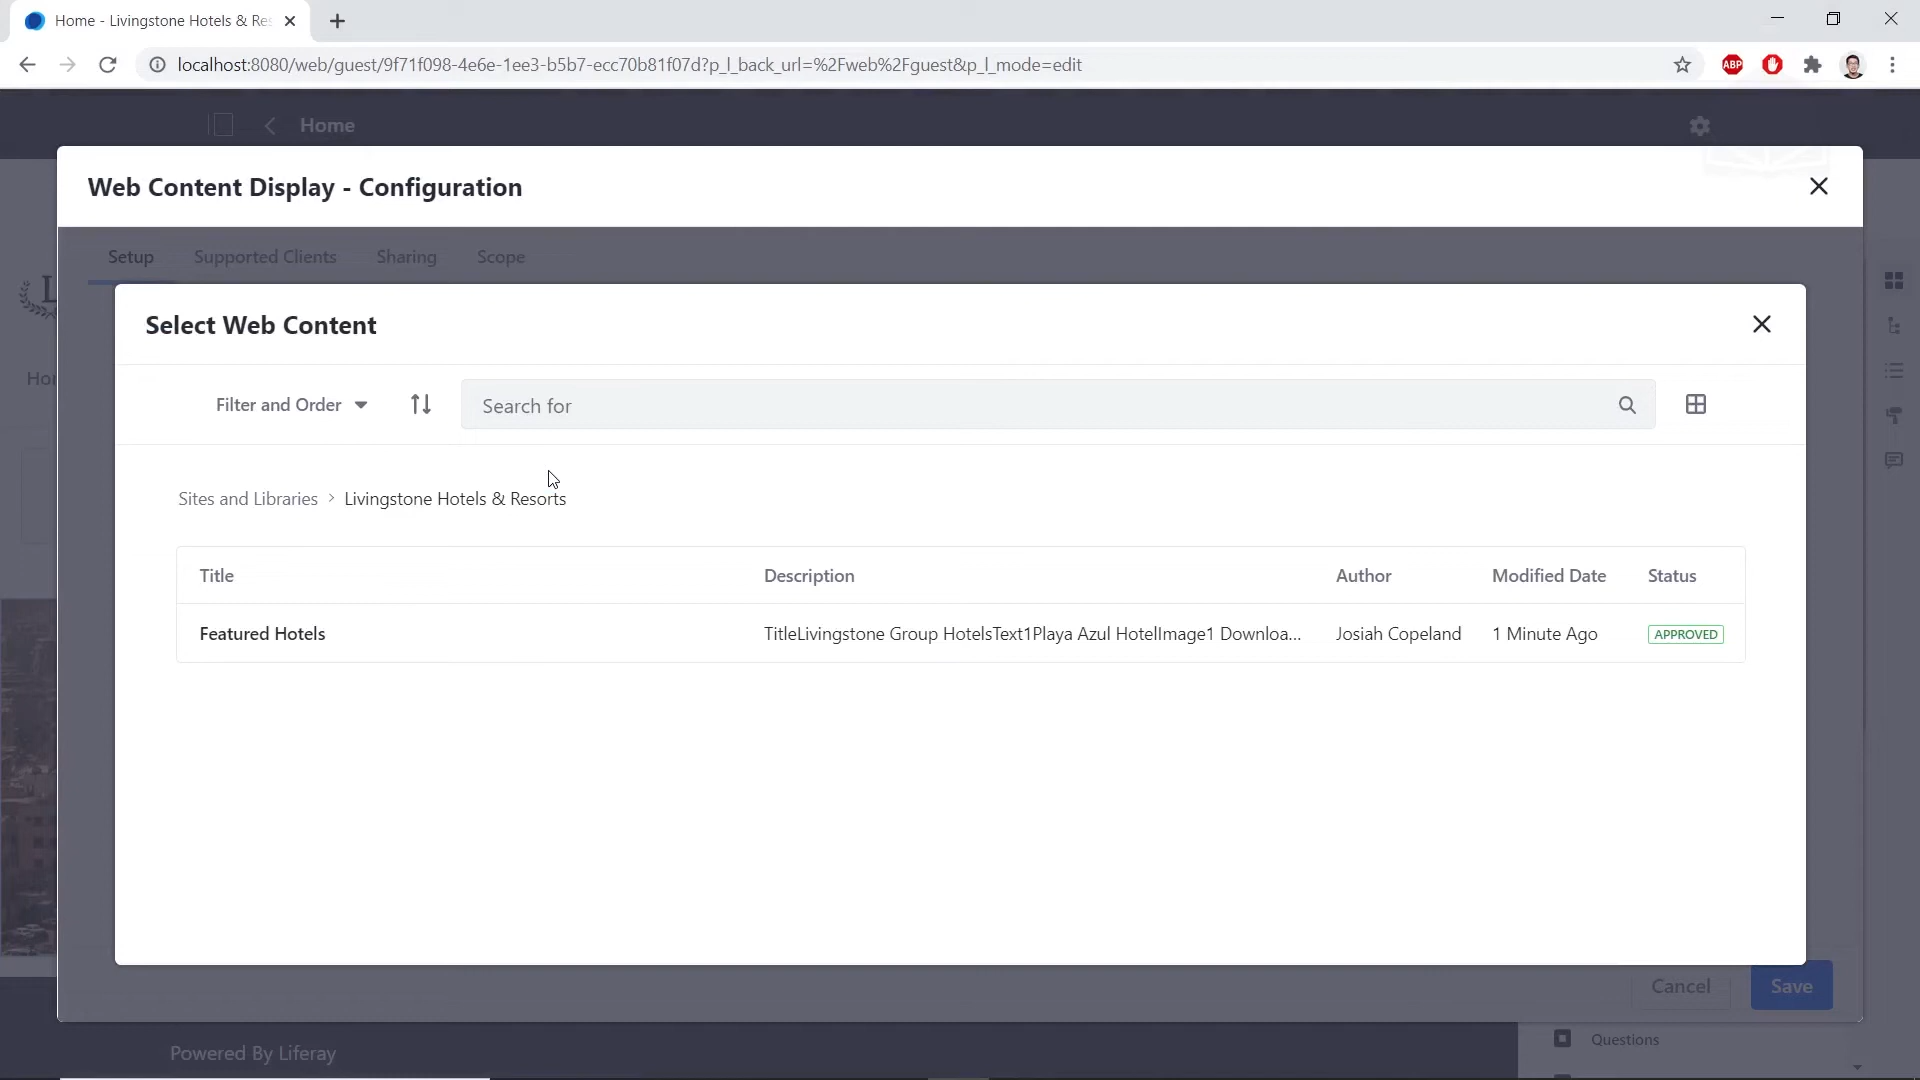 Home - Livingstone Hotels & Res
localhost:8080/web/guest/9f71f098-4e6e-1ee3-b5b7-ecc70b81f07d?p_l_back_url=%2Fweb%2Fguest&p_l_mode=edit
ABP
Home
Web Content Display - Configuration
Setup Supported Clients Sharing Scope
L
Select Web Content
Hor
Filter and Order
Search for
Sites and Libraries > Livingstone Hotels & Resorts
Title Description Author Modified Date Status
Featured Hotels TitleLivingstone Group HotelsText1Playa Azul HotelImage1 Downloa... Josiah Copeland 1 Minute Ago APPROVED
Cancel Save
Questions
Powered By Liferay